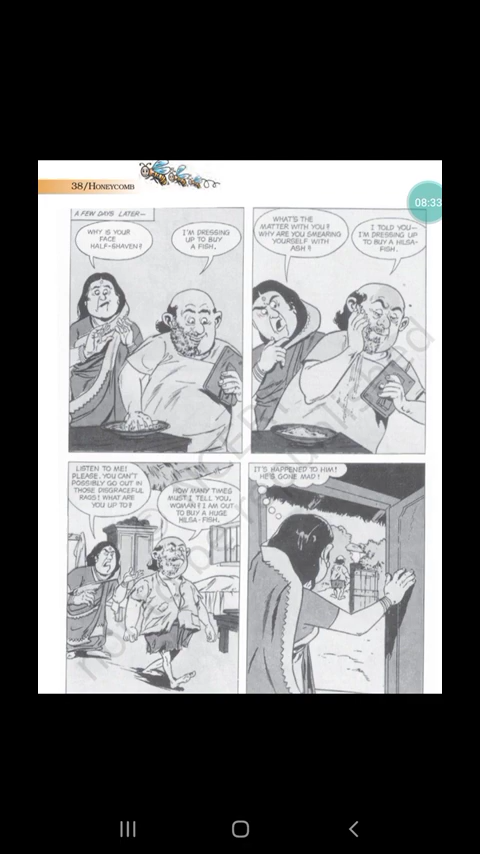 38/HONEYCOMB
08:33
A FEW DAYS LATER—
WHY IS YOUR
FACE
HALF-SHAVEN?
I'M DRESSING
UP TO BUY
A FISH.
WHAT'S THE
MATTER WITH YOU?
WHY ARE YOU SMEARING
YOURSELF WITH
ASH?
I TOLD YOU—
I'M DRESSING UP
TO BUY A HILSA-
FISH.
LISTEN TO ME!
PLEASE, YOU CAN'T
POSSIBLY GO OUT IN
THOSE DISGRACEFUL
RAGS! WHAT ARE
YOU UP TO?
HOW MANY TIMES
MUST I TELL YOU,
WOMAN? I AM OUT
TO BUY A HUGE
HILSA-FISH.
IT'S HAPPENED TO HIM!
HE'S GONE MAD!